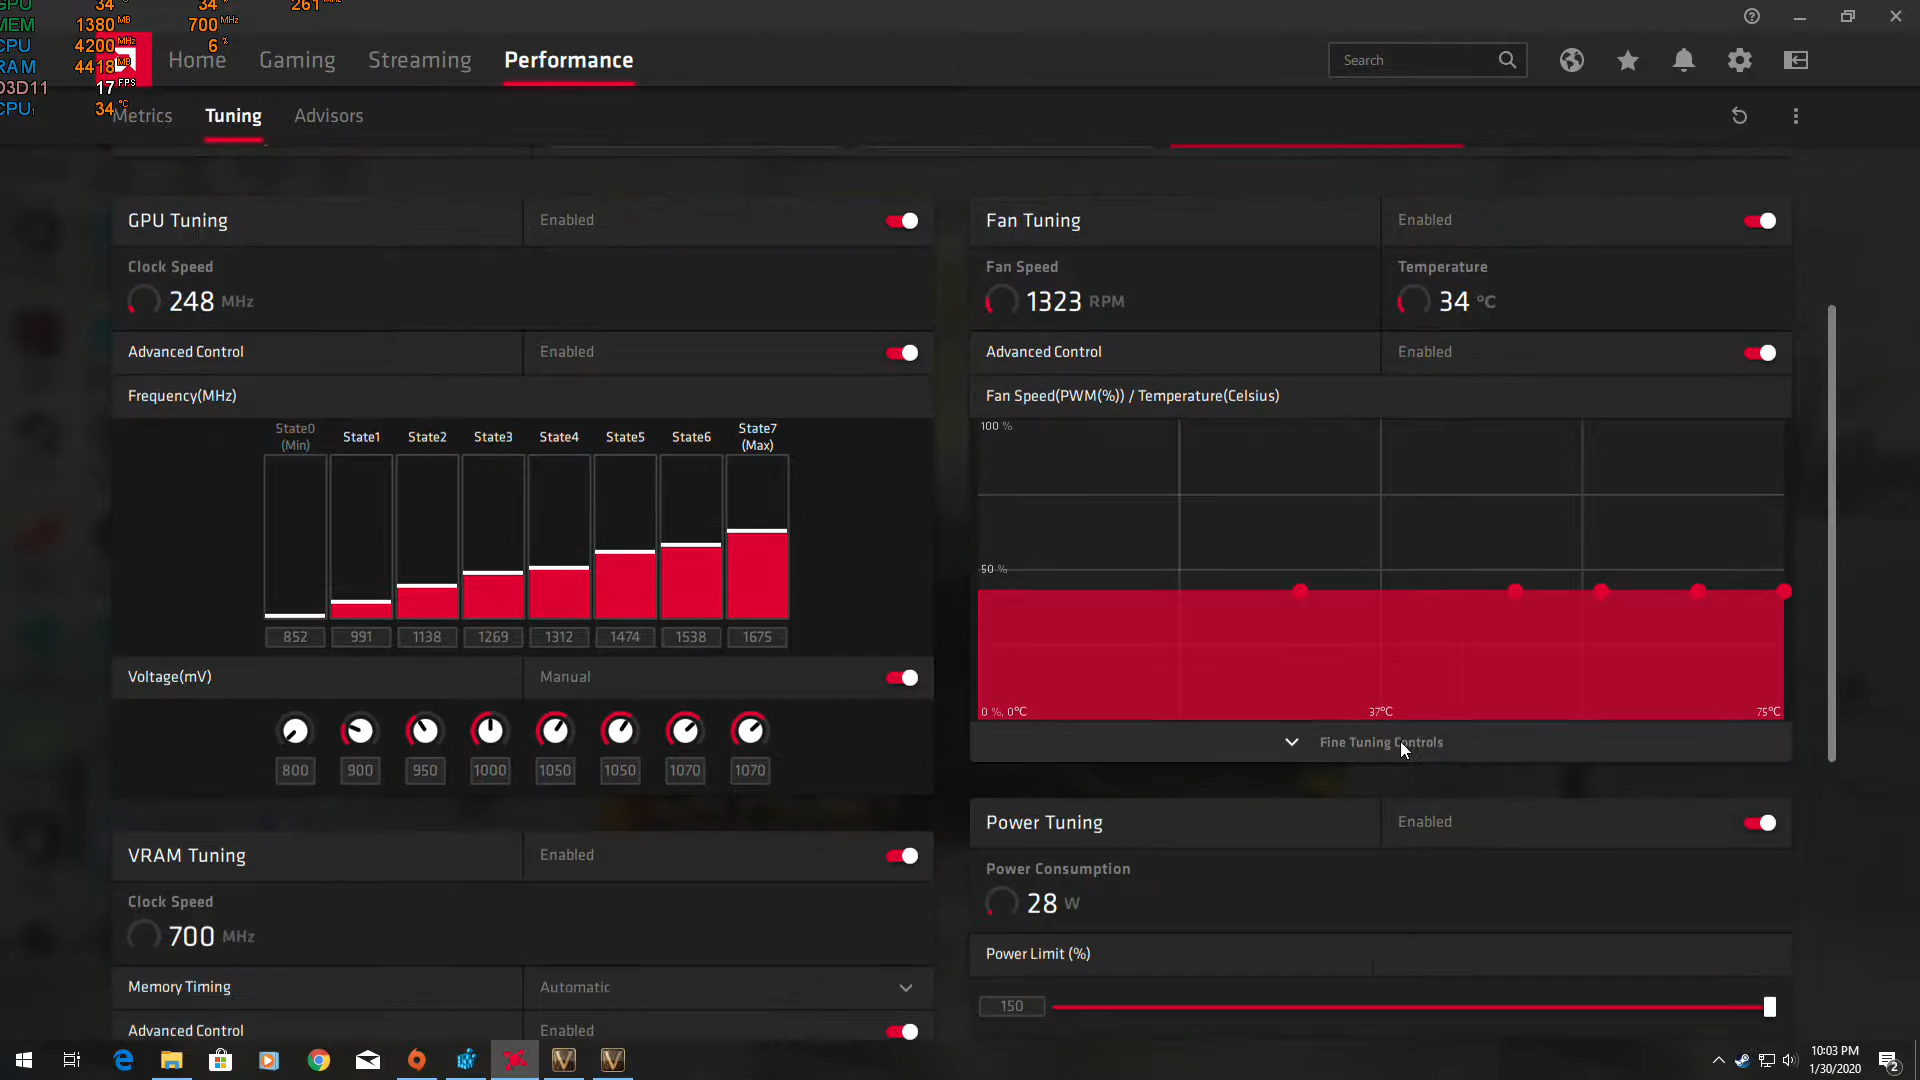 GPU 34 °C 34 % 261 MHz
MEM 1380 MB 700 MHz
CPU 4200 MHz 6 %
RAM 4418 MB
D3D11 17 FPS
CPU1 34 °C
Home Gaming Streaming Performance
Search
Metrics Tuning Advisors
GPU Tuning Enabled
Clock Speed
248 MHz
Advanced Control Enabled
Frequency(MHz)
State0 (Min) State1 State2 State3 State4 State5 State6 State7 (Max)
852 991 1138 1269 1312 1474 1538 1675
Voltage(mV) Manual
800 900 950 1000 1050 1050 1070 1070
VRAM Tuning Enabled
Clock Speed
700 MHz
Memory Timing Automatic
Advanced Control Enabled
Fan Tuning Enabled
Fan Speed Temperature
1323 RPM 34 °C
Advanced Control Enabled
Fan Speed(PWM(%)) / Temperature(Celsius)
100 %
50 %
0 %, 0°C 37°C 75°C
Fine Tuning Controls
Power Tuning Enabled
Power Consumption
28 W
Power Limit (%)
150
10:03 PM
1/30/2020
2